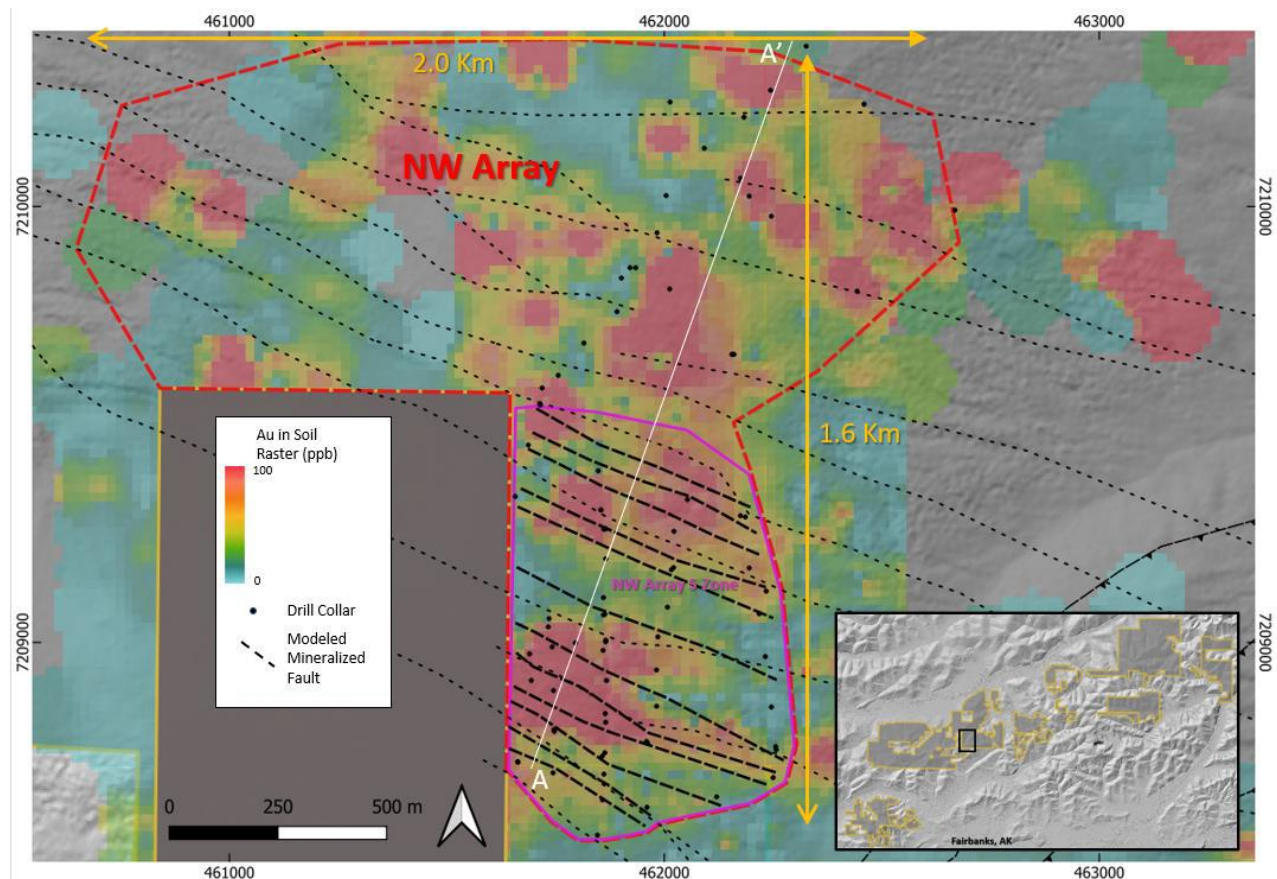 461000
462000
463000
A’
2.0 Km
NW Array
7210000
7210000
1.6 Km
Au in Soil
Raster (ppb)
100
0
Drill Collar
Modeled
Mineralized
Fault
NW Array S Zone
7209000
7209000
A
0
250
500 m
Fairbanks, AK
461000
462000
463000